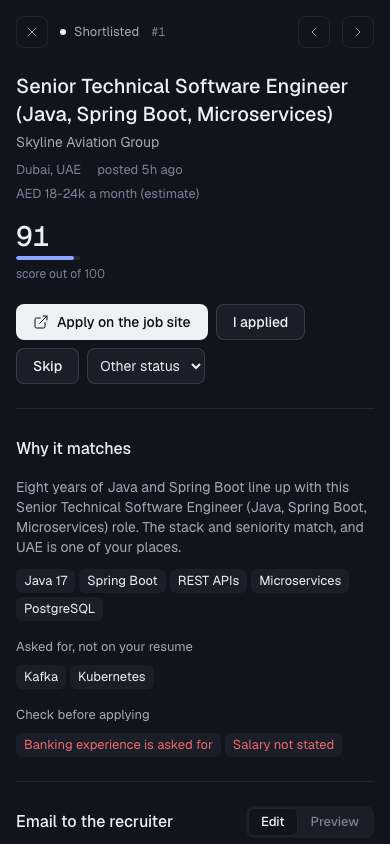 Shortlisted #1
Senior Technical Software Engineer
(Java, Spring Boot, Microservices)
Skyline Aviation Group
Dubai, UAE posted 5h ago
AED 18-24k a month (estimate)
91
score out of 100
Apply on the job site I applied
Skip Other status
Why it matches
Eight years of Java and Spring Boot line up with this
Senior Technical Software Engineer (Java, Spring Boot,
Microservices) role. The stack and seniority match, and
UAE is one of your places.
Java 17 Spring Boot REST APIs Microservices
PostgreSQL
Asked for, not on your resume
Kafka Kubernetes
Check before applying
Banking experience is asked for Salary not stated
Email to the recruiter Edit Preview